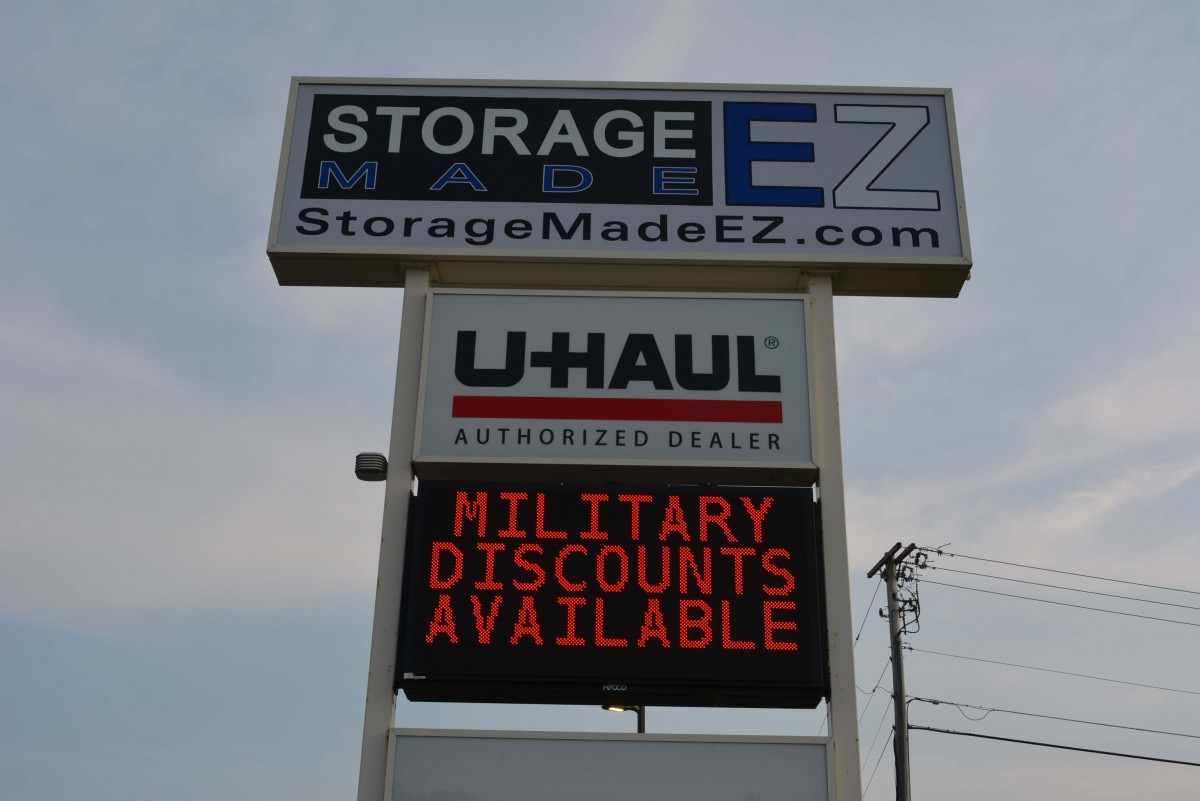 STORAGE EZ
MADE
StorageMadeEZ.com
U-HAUL®
AUTHORIZED DEALER
MILITARY
DISCOUNTS
AVAILABLE